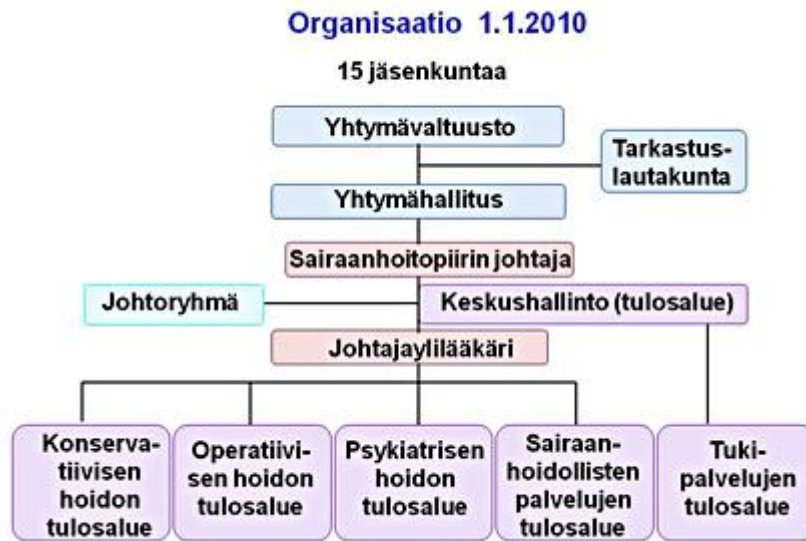 Organisaatio 1.1.2010
15 jäsenkuntaa
Yhtymävaltuusto
Tarkastus-
lautakunta
Yhtymähallitus
Sairaanhoitopiirin johtaja
Johtoryhmä
Keskushallinto (tulosalue)
Johtajaylilääkäri
Konserva-
tiivisen
hoidon
tulosalue
Operatiivi-
sen hoidon
tulosalue
Psykiatrisen
hoidon
tulosalue
Sairaan-
hoidollisten
palvelujen
tulosalue
Tuki-
palvelujen
tulosalue